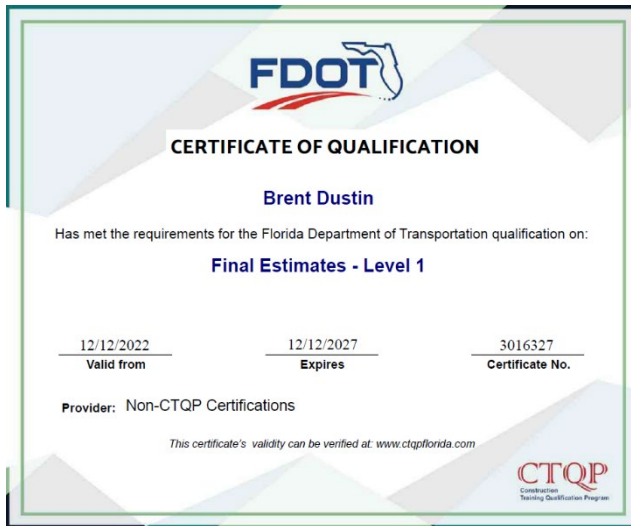 FDOT
CERTIFICATE OF QUALIFICATION
Brent Dustin
Has met the requirements for the Florida Department of Transportation qualification on:
Final Estimates - Level 1
12/12/2022 12/12/2027 3016327
Valid from Expires Certificate No.
Provider: Non-CTQP Certifications
This certificate's validity can be verified at: www.ctqpflorida.com
CTQP
Construction
Training Qualification Program